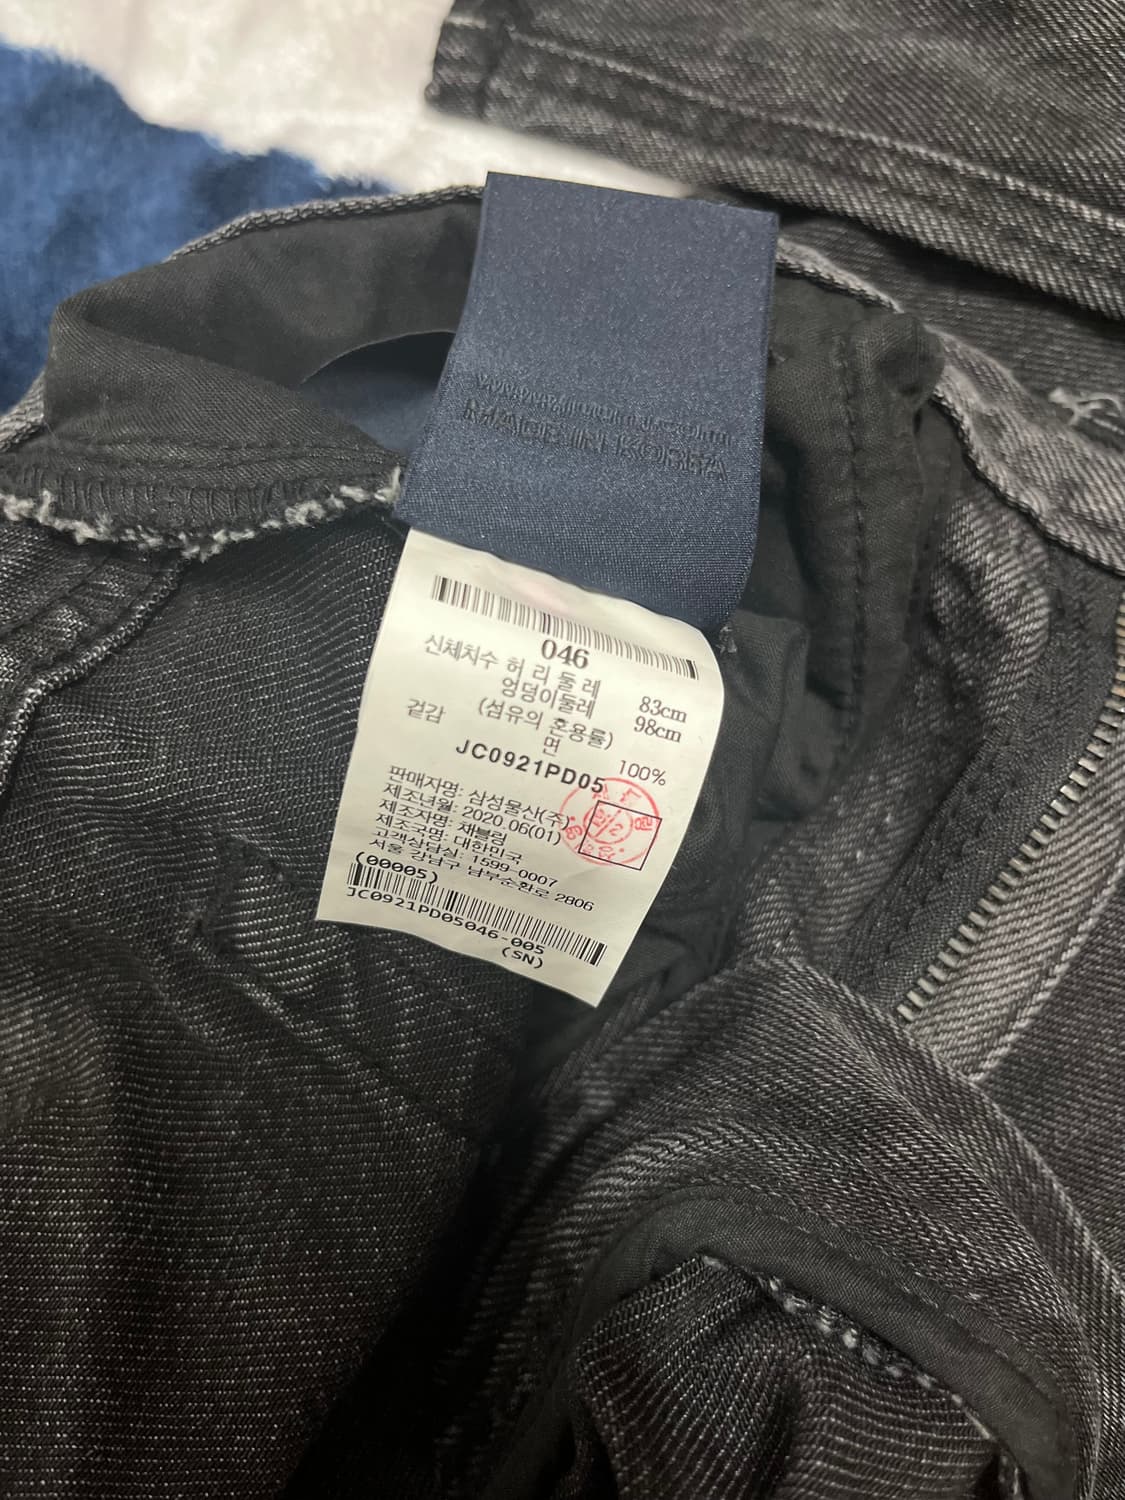 MADE IN KOREA
046
신체치수 허 리 둘 레 83cm
엉덩이둘레 98cm
(섬유의 혼용률)
겉감 면 100%
JC0921PD05
판매자명: 삼성물산(주)
제조년월: 2020.06(01)
제조자명: 재블링
제조국명: 대한민국
고객상담실: 1599-0007
서울 강남구 남부순환로 2806
(00005)
JC0921PD05046-005
(SN)